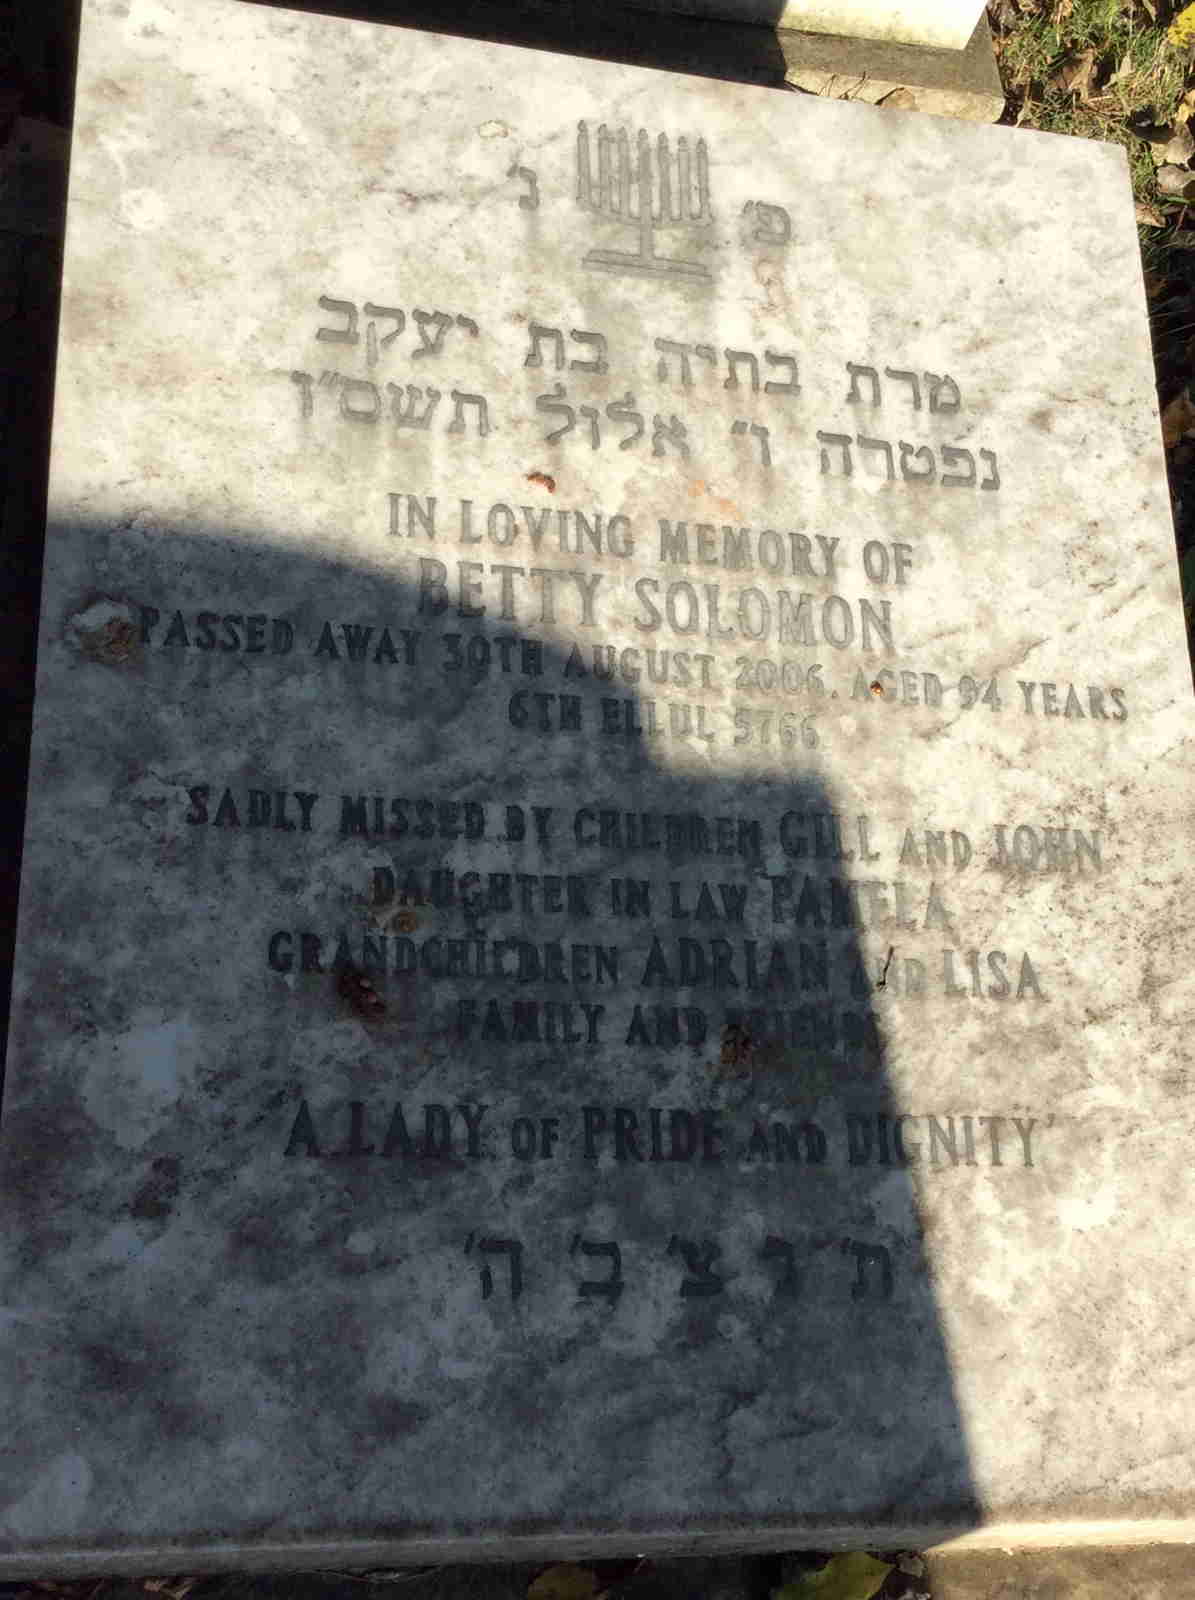 פ׳ נ׳
מרת בתיה בת יעקב
נפטרה ו׳ אלול תשס״ו
IN LOVING MEMORY OF
BETTY SOLOMON
PASSED AWAY 30TH AUGUST 2006. AGED 94 YEARS
6TH ELLUL 5766
SADLY MISSED BY CHILDREN GILL AND JOHN
DAUGHTER IN LAW PAMELA
GRANDCHILDREN ADRIAN AND LISA
FAMILY AND FRIENDS
A LADY OF PRIDE AND DIGNITY
ת׳ נ׳ צ׳ ב׳ ה׳